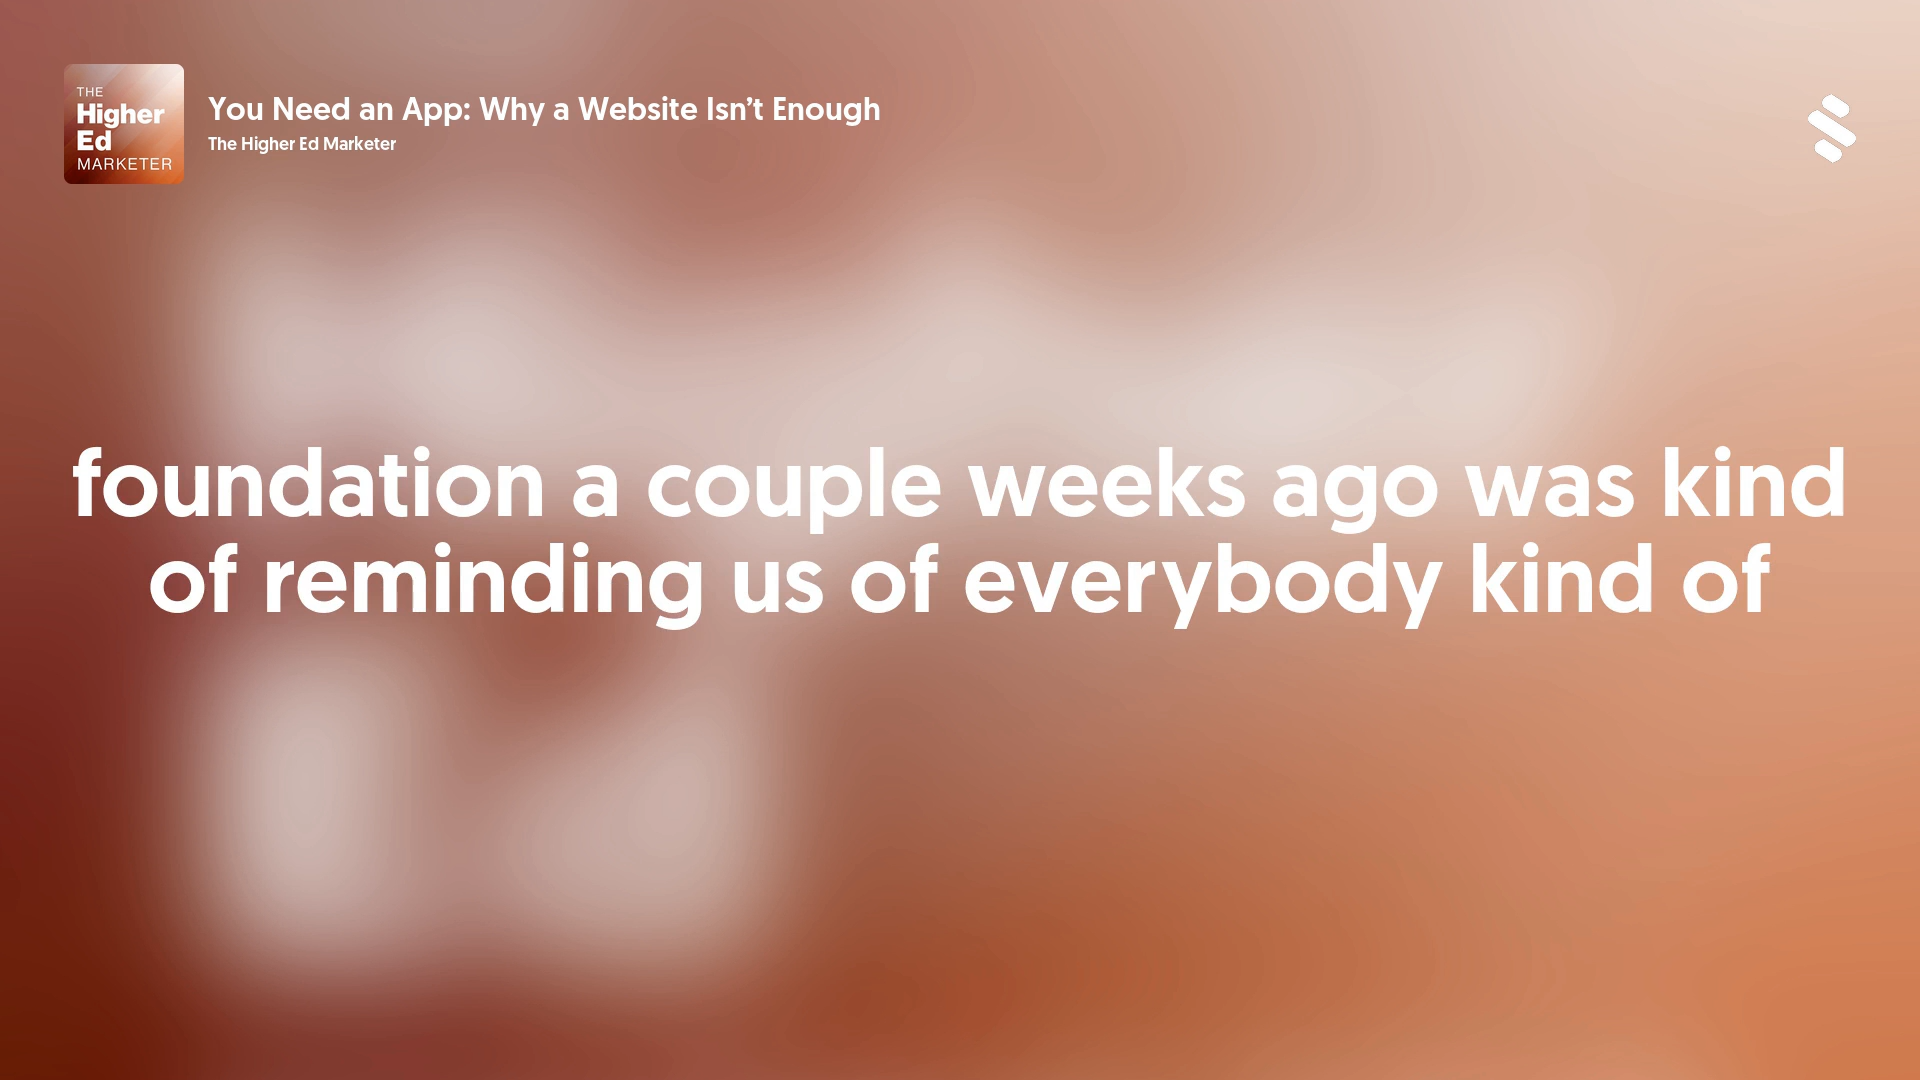 THE
Higher
Ed
MARKETER
You Need an App: Why a Website Isn’t Enough
The Higher Ed Marketer
foundation a couple weeks ago was kind
of reminding us of everybody kind of